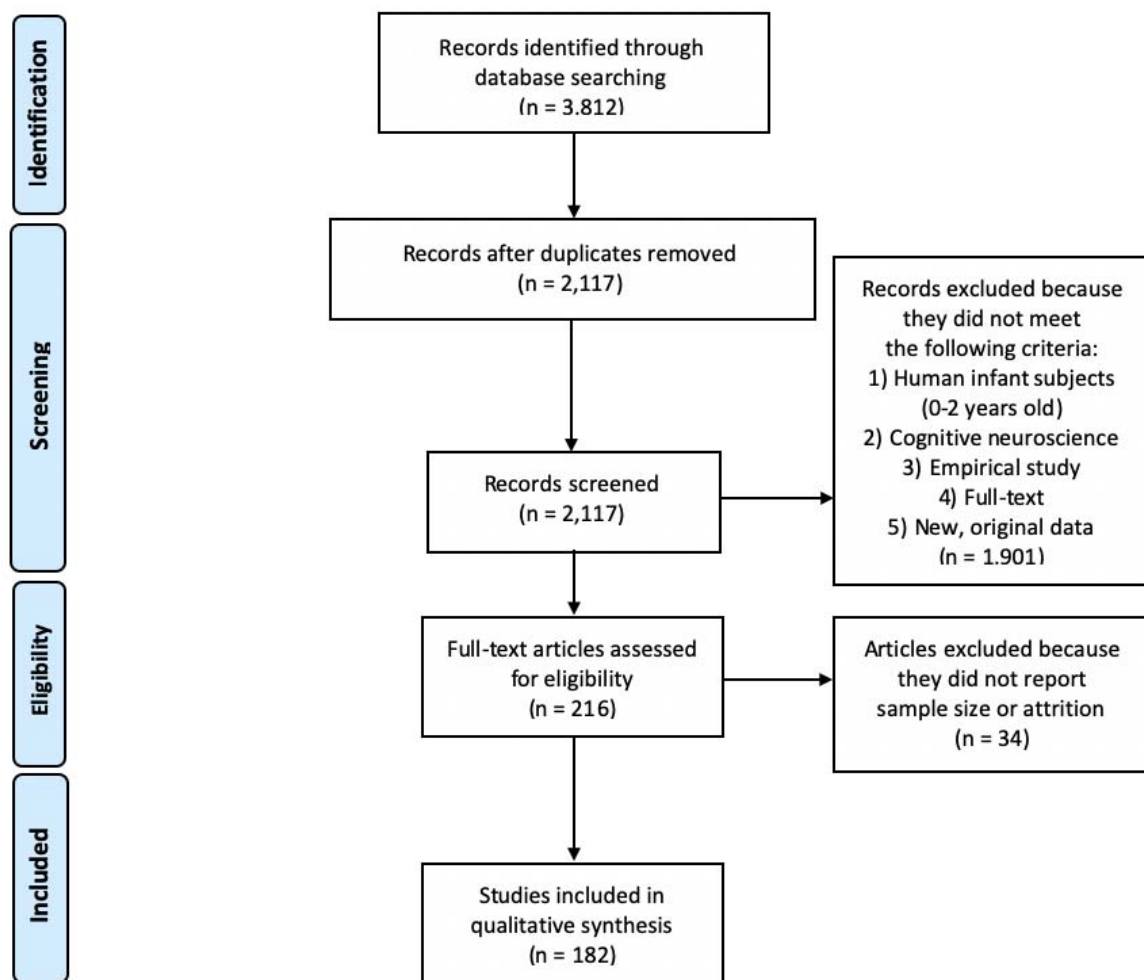 Identification
Records identified through
database searching
(n = 3,812)
Screening
Records after duplicates removed
(n = 2,117)
Records excluded because
they did not meet
the following criteria:
1) Human infant subjects
(0-2 years old)
2) Cognitive neuroscience
3) Empirical study
4) Full-text
5) New, original data
(n = 1,901)
Records screened
(n = 2,117)
Eligibility
Full-text articles assessed
for eligibility
(n = 216)
Articles excluded because
they did not report
sample size or attrition
(n = 34)
Included
Studies included in
qualitative synthesis
(n = 182)